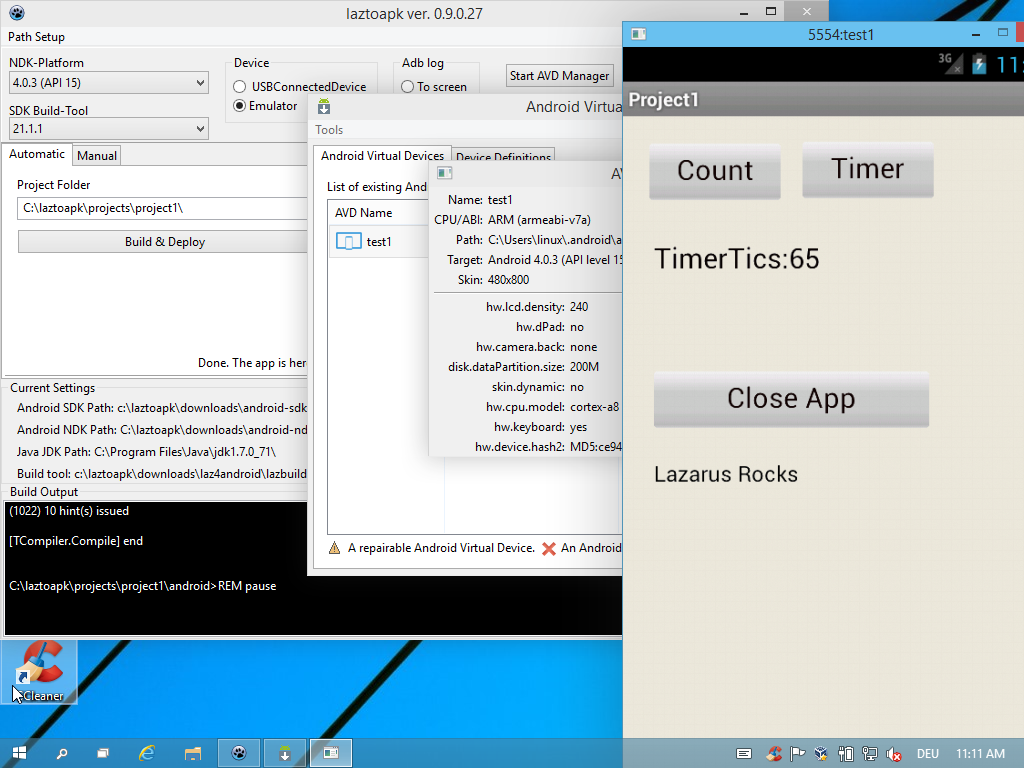 laztoapk ver. 0.9.0.27
Path Setup
NDK-Platform
4.0.3 (API 15)
SDK Build-Tool
21.1.1
Device
USBConnectedDevice
Emulator
Adb log
To screen
Start AVD Manager
Automatic
Manual
Project Folder
C:\laztoapk\projects\project1\
Build & Deploy
Done. The app is her
Current Settings
Android SDK Path: c:\laztoapk\downloads\android-sdk
Android NDK Path: C:\laztoapk\downloads\android-nd
Java JDK Path: C:\Program Files\Java\jdk1.7.0_71\
Build tool: c:\laztoapk\downloads\laz4android\lazbuild
Build Output
(1022) 10 hint(s) issued
[TCompiler.Compile] end
C:\laztoapk\projects\project1\android>REM pause
Android Virtua
Tools
Android Virtual Devices
Device Definitions
List of existing And
AVD Name
test1
A repairable Android Virtual Device.
An Android
AV
Name: test1
CPU/ABI: ARM (armeabi-v7a)
Path: C:\Users\linux\.android\a
Target: Android 4.0.3 (API level 15
Skin: 480x800
hw.lcd.density: 240
hw.dPad: no
hw.camera.back: none
disk.dataPartition.size: 200M
skin.dynamic: no
hw.cpu.model: cortex-a8
hw.keyboard: yes
hw.device.hash2: MD5:ce94
5554:test1
3G
11:
Project1
Count
Timer
TimerTics:65
Close App
Lazarus Rocks
CCleaner
DEU
11:11 AM